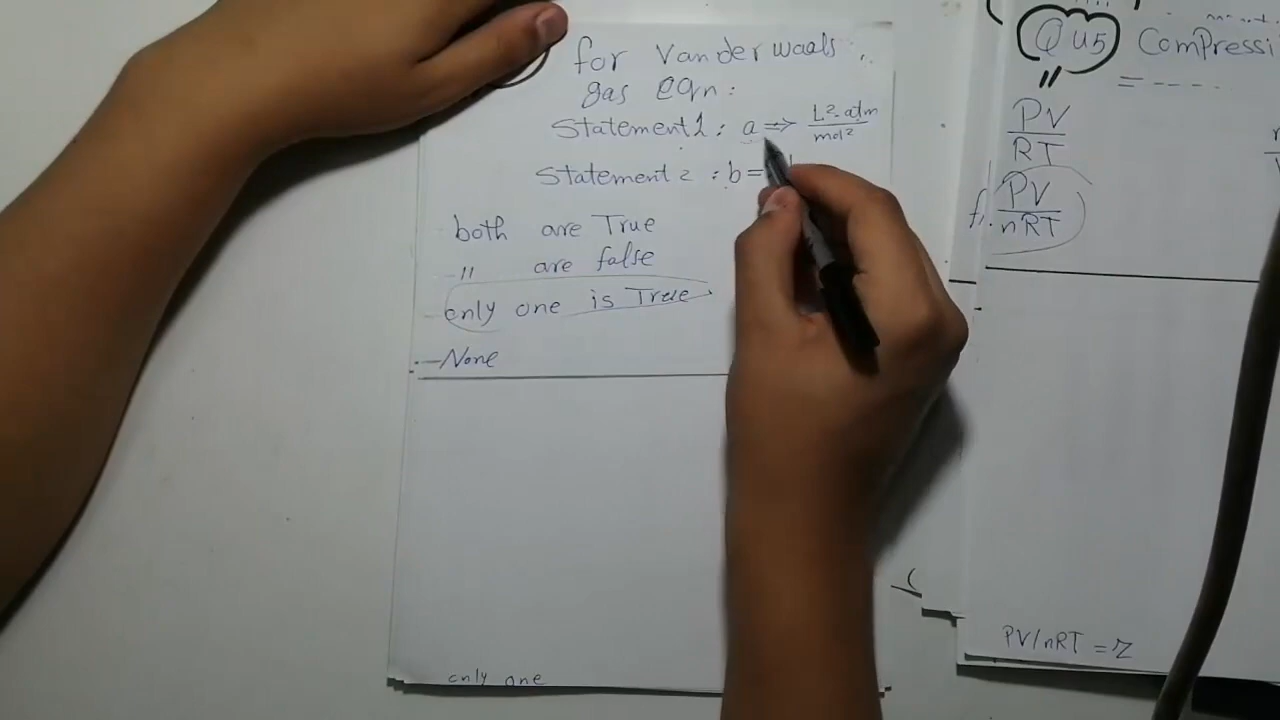 for Vanderwaals
gas eqn:
Statement 1: a ⇒ L². atm / mol²
Statement 2 : b =
both are True
〃 are false
only one is True
- None
only one
Qu5 Compressi
= ----
PV / RT
PV / nRT
PV/nRT = Z